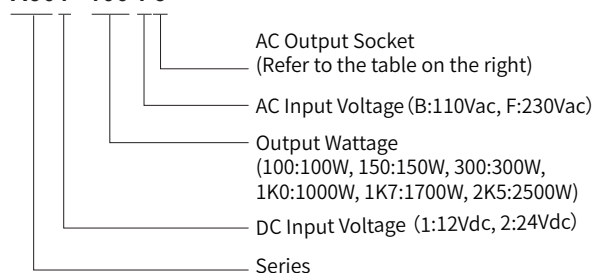 AC Output Socket
(Refer to the table on the right)
AC Input Voltage (B:110Vac, F:230Vac)
Output Wattage
(100:100W, 150:150W, 300:300W,
1K0:1000W, 1K7:1700W, 2K5:2500W)
DC Input Voltage (1:12Vdc, 2:24Vdc)
Series